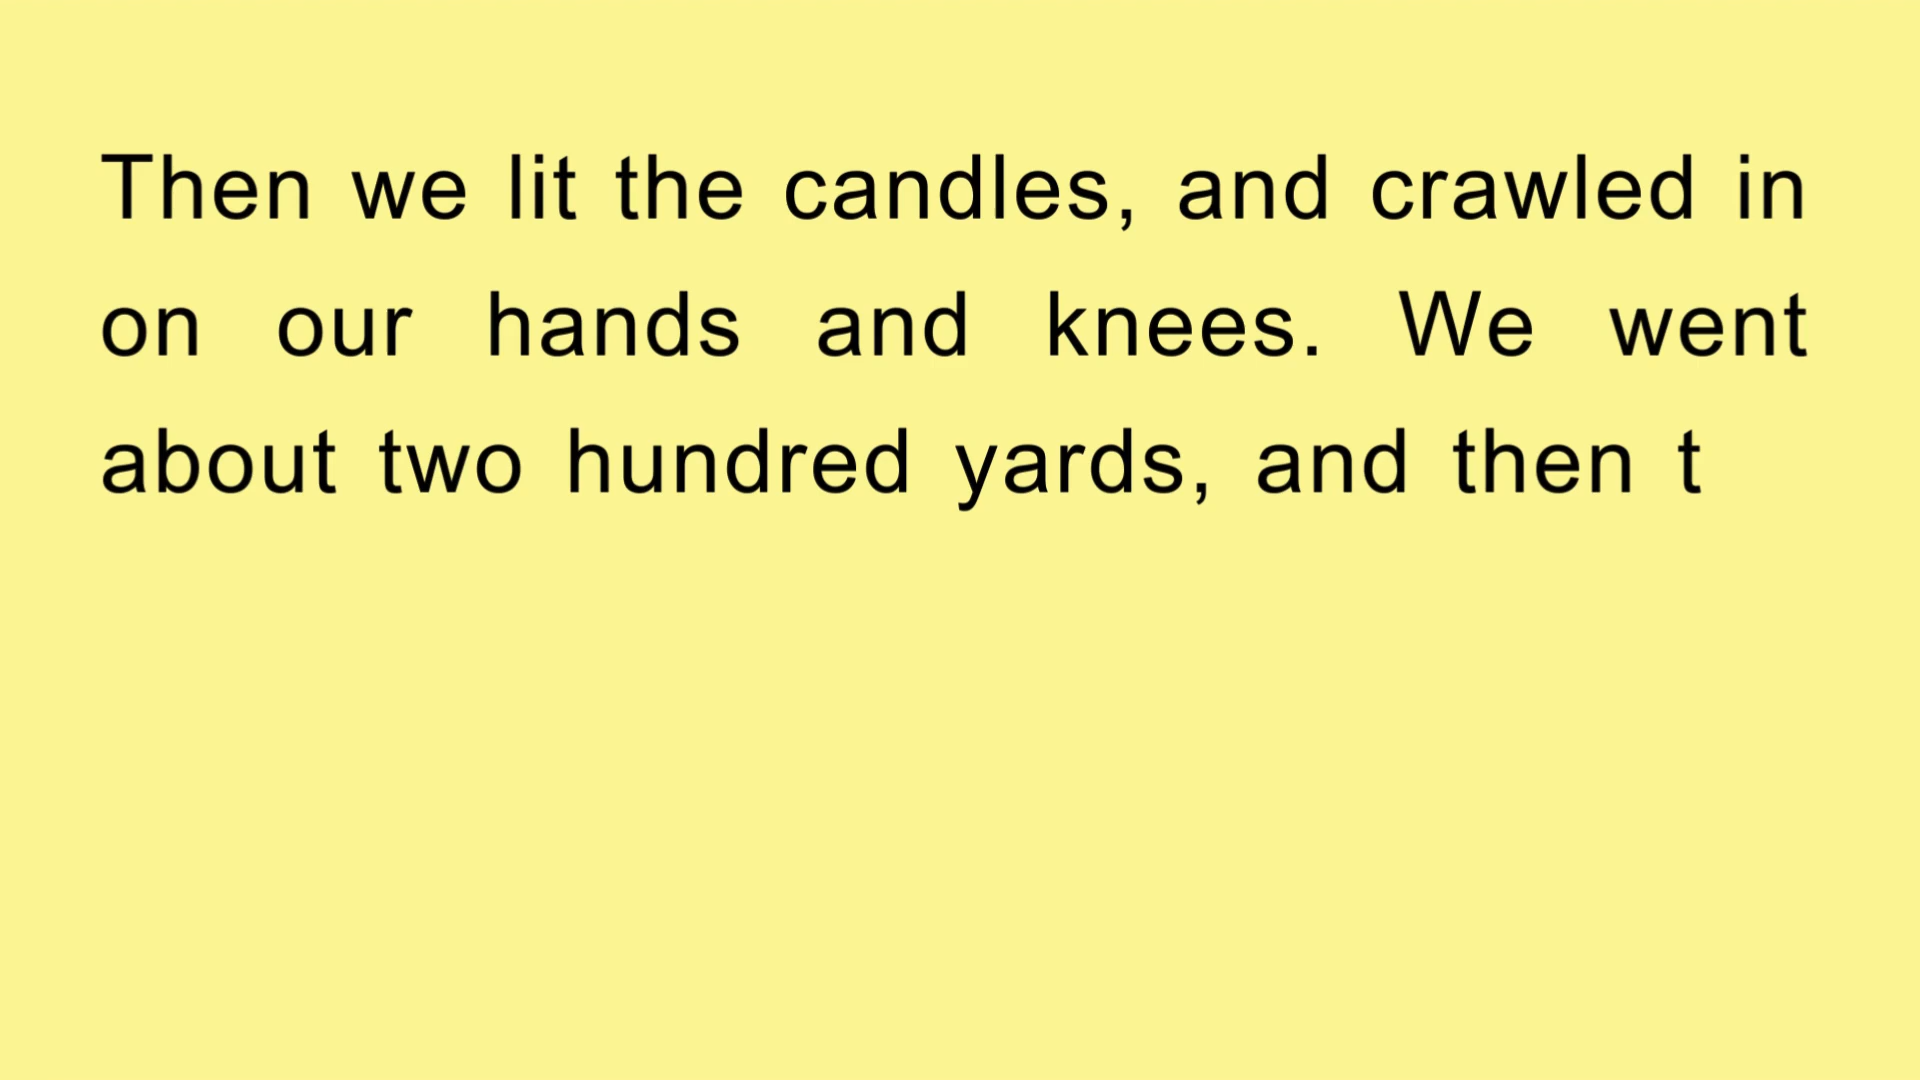 Then we lit the candles, and crawled in
on our hands and knees. We went
about two hundred yards, and then t